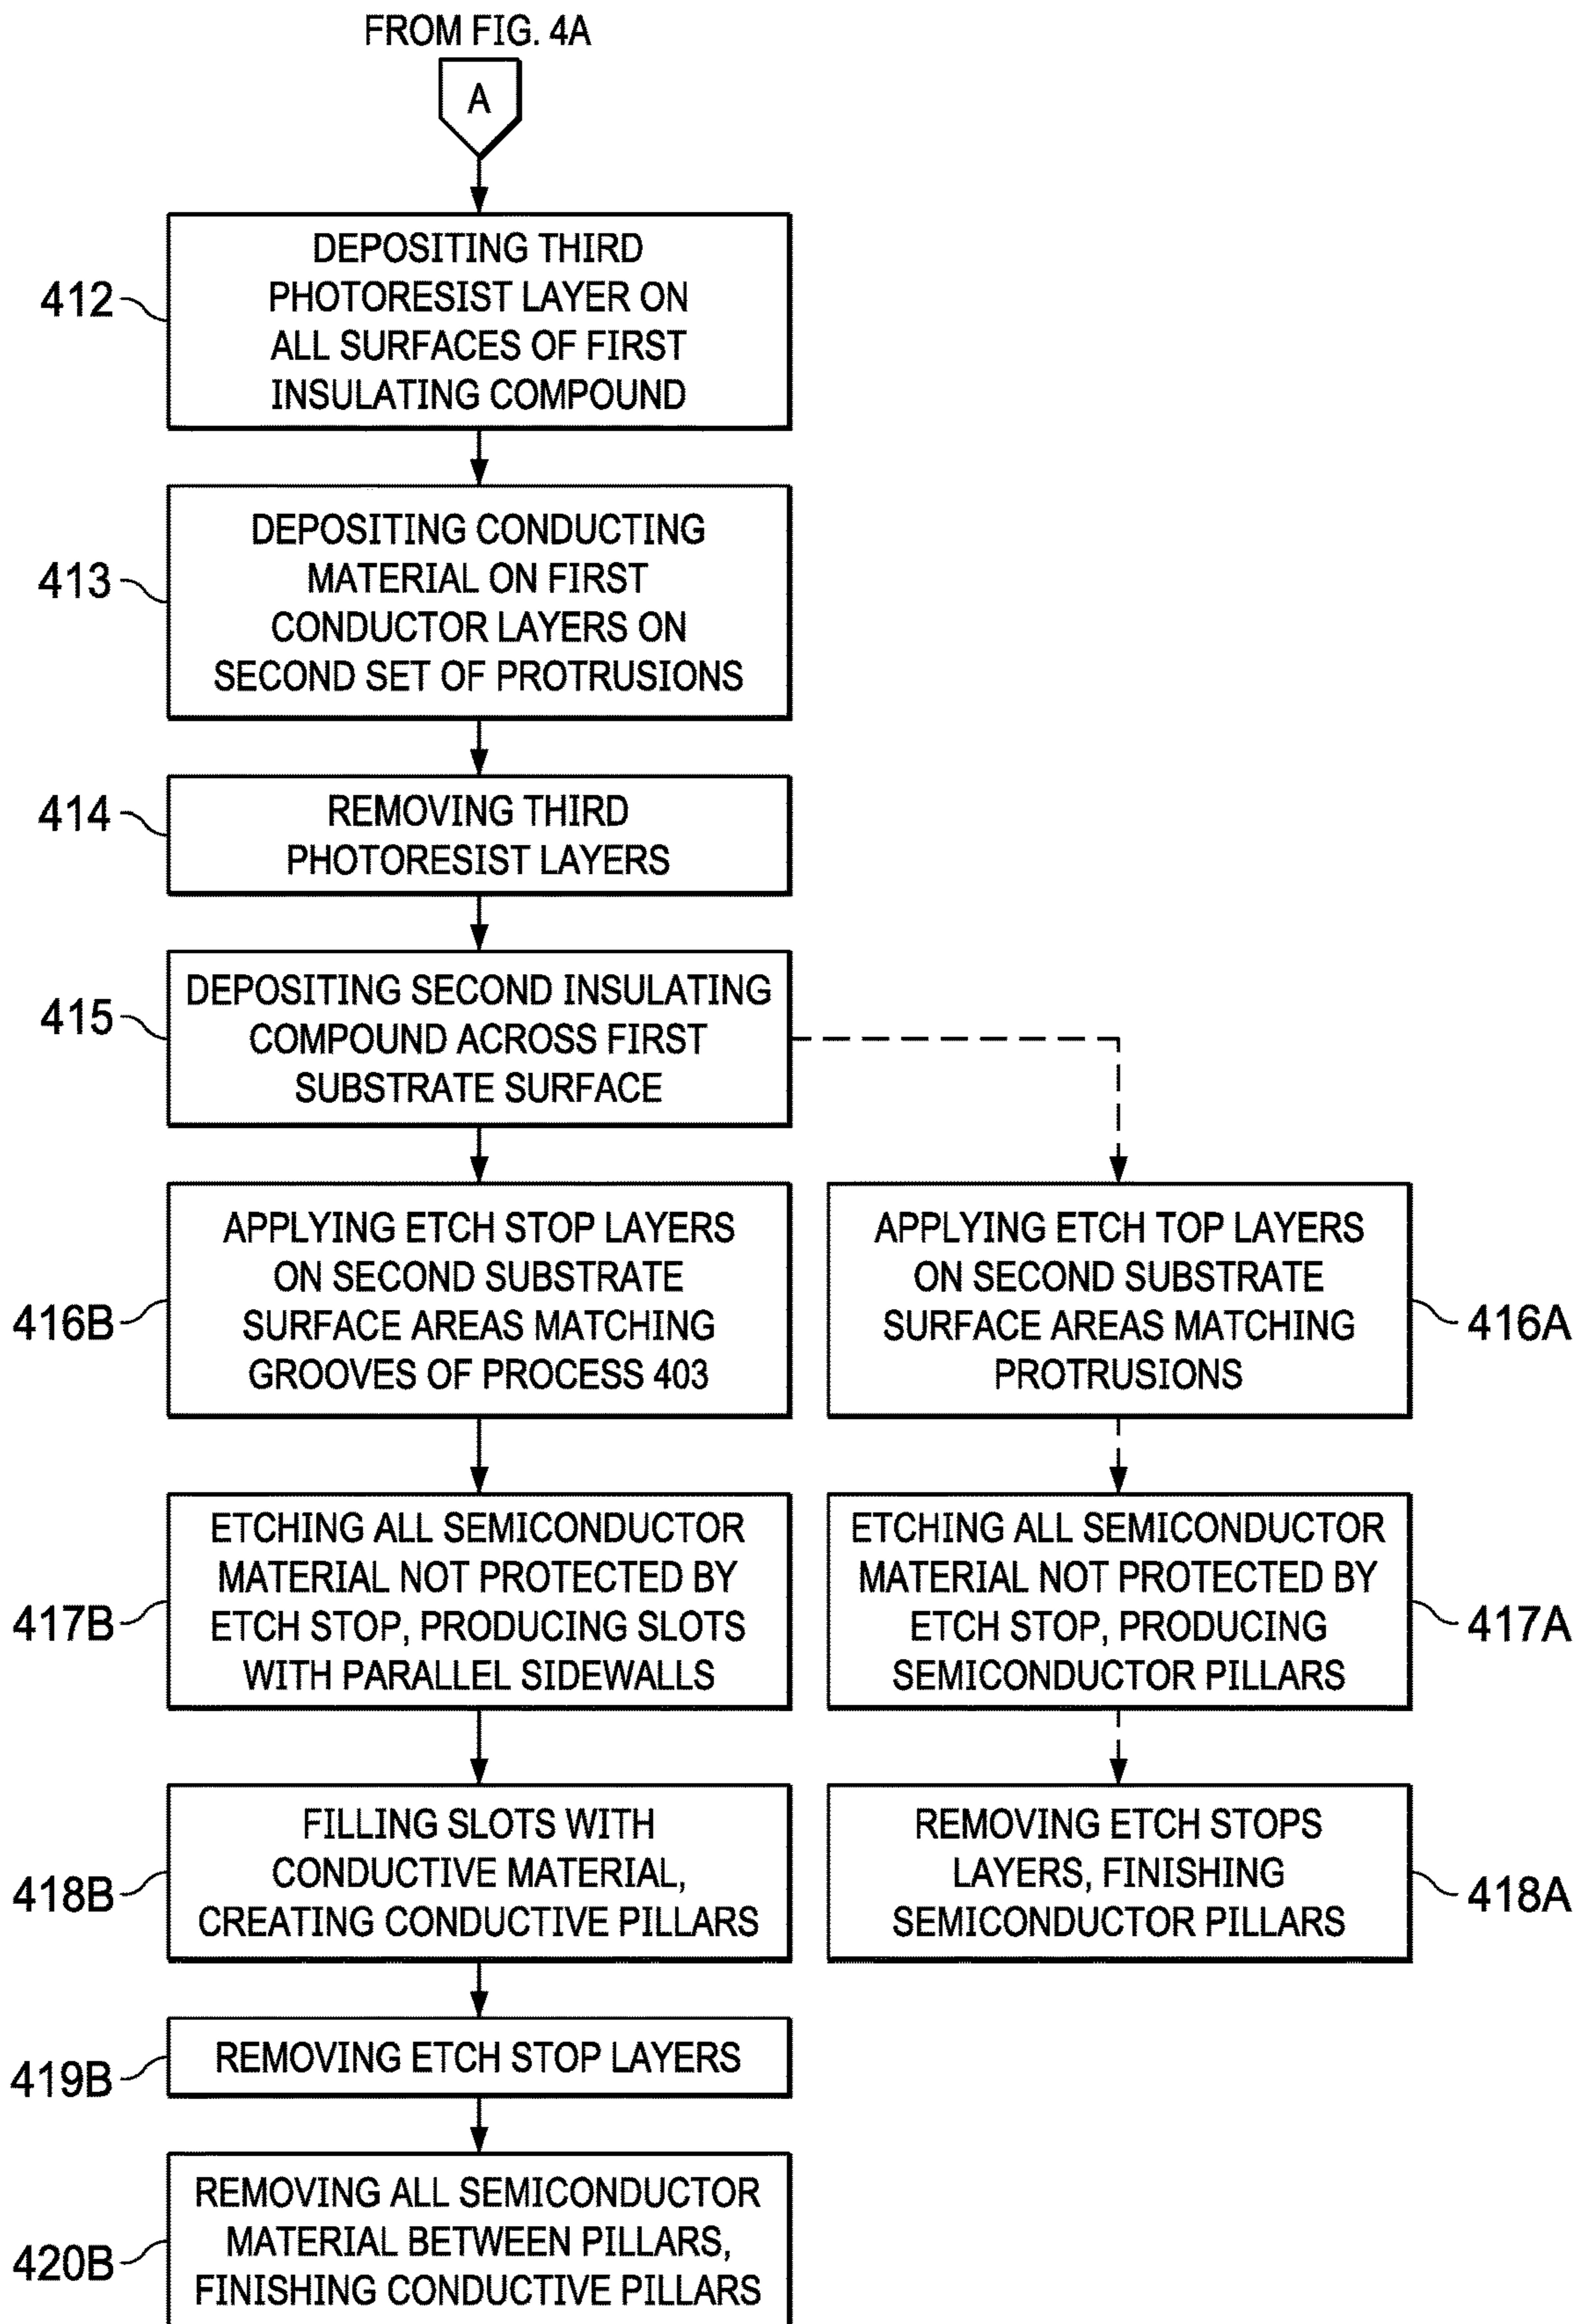 FROM FIG. 4A
A
412
DEPOSITING THIRD
PHOTORESIST LAYER ON
ALL SURFACES OF FIRST
INSULATING COMPOUND
413
DEPOSITING CONDUCTING
MATERIAL ON FIRST
CONDUCTOR LAYERS ON
SECOND SET OF PROTRUSIONS
414
REMOVING THIRD
PHOTORESIST LAYERS
415
DEPOSITING SECOND INSULATING
COMPOUND ACROSS FIRST
SUBSTRATE SURFACE
416B
APPLYING ETCH STOP LAYERS
ON SECOND SUBSTRATE
SURFACE AREAS MATCHING
GROOVES OF PROCESS 403
APPLYING ETCH TOP LAYERS
ON SECOND SUBSTRATE
SURFACE AREAS MATCHING
PROTRUSIONS
416A
417B
ETCHING ALL SEMICONDUCTOR
MATERIAL NOT PROTECTED BY
ETCH STOP, PRODUCING SLOTS
WITH PARALLEL SIDEWALLS
ETCHING ALL SEMICONDUCTOR
MATERIAL NOT PROTECTED BY
ETCH STOP, PRODUCING
SEMICONDUCTOR PILLARS
417A
418B
FILLING SLOTS WITH
CONDUCTIVE MATERIAL,
CREATING CONDUCTIVE PILLARS
REMOVING ETCH STOPS
LAYERS, FINISHING
SEMICONDUCTOR PILLARS
418A
419B
REMOVING ETCH STOP LAYERS
420B
REMOVING ALL SEMICONDUCTOR
MATERIAL BETWEEN PILLARS,
FINISHING CONDUCTIVE PILLARS